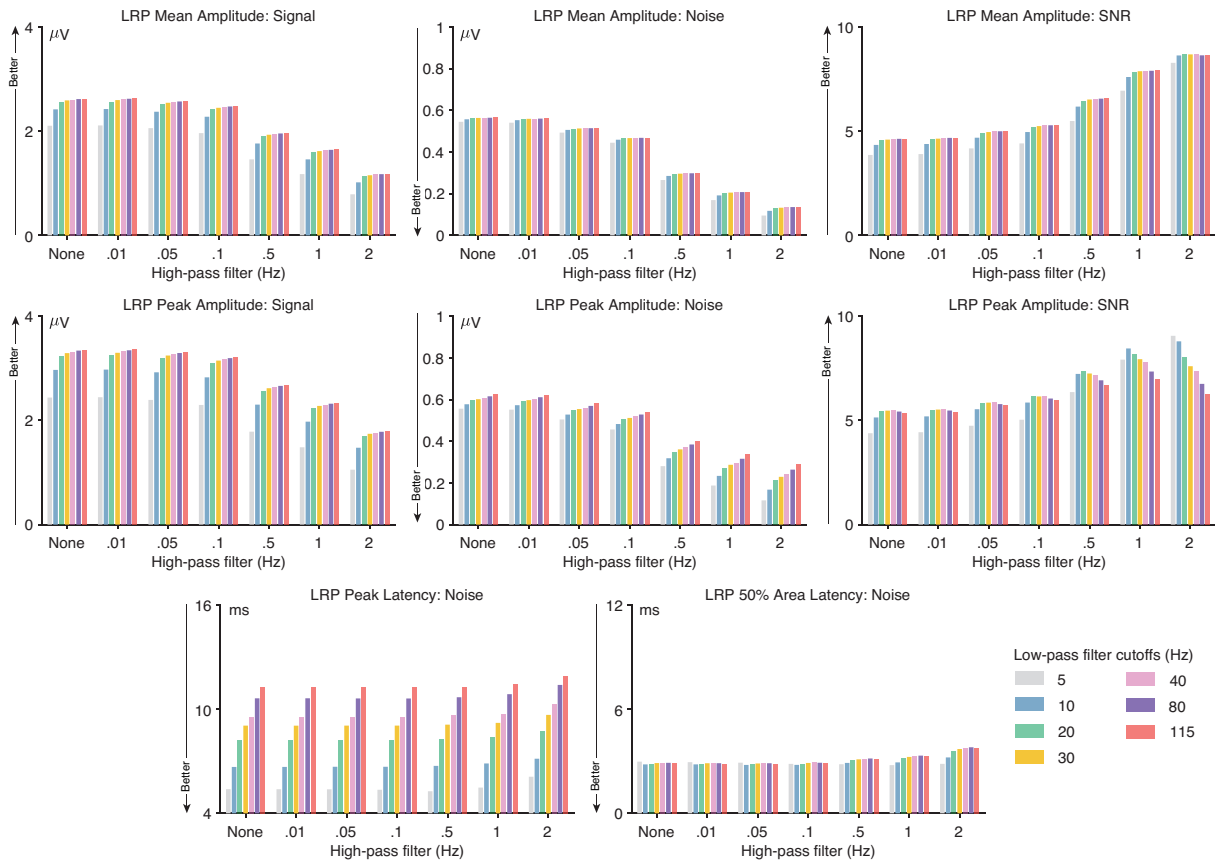 LRP Mean Amplitude: Signal
LRP Mean Amplitude: Noise
LRP Mean Amplitude: SNR
4
μV
2
0
Better
None .01 .05 .1 .5 1 2
High-pass filter (Hz)
1
μV
0.8
0.6
0.4
0.2
0
Better
None .01 .05 .1 .5 1 2
High-pass filter (Hz)
10
5
0
Better
None .01 .05 .1 .5 1 2
High-pass filter (Hz)
LRP Peak Amplitude: Signal
LRP Peak Amplitude: Noise
LRP Peak Amplitude: SNR
4
μV
2
0
Better
None .01 .05 .1 .5 1 2
High-pass filter (Hz)
1
μV
0.8
0.6
0.4
0.2
0
Better
None .01 .05 .1 .5 1 2
High-pass filter (Hz)
10
5
0
Better
None .01 .05 .1 .5 1 2
High-pass filter (Hz)
LRP Peak Latency: Noise
LRP 50% Area Latency: Noise
16
ms
10
4
Better
None .01 .05 .1 .5 1 2
High-pass filter (Hz)
12
ms
6
0
Better
None .01 .05 .1 .5 1 2
High-pass filter (Hz)
Low-pass filter cutoffs (Hz)
5 40
10 80
20 115
30